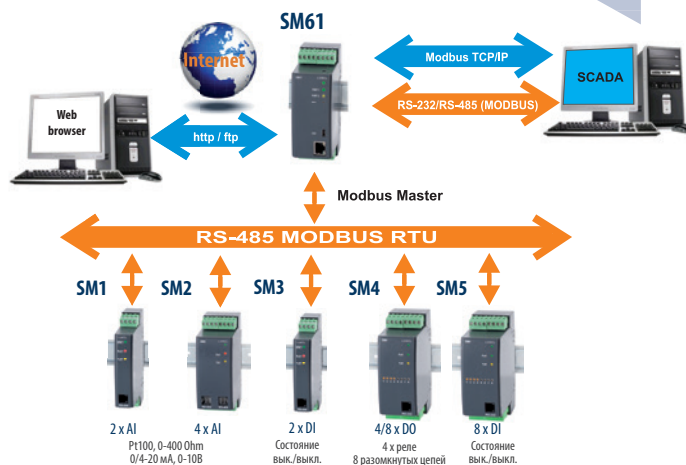 SM61
Internet
Modbus TCP/IP
SCADA
RS-232/RS-485 (MODBUS)
Web
browser
http / ftp
Modbus Master
RS-485 MODBUS RTU
SM1
SM2
SM3
SM4
SM5
2 x AI
4 x AI
2 x DI
4/8 x DO
8 x DI
Pt100, 0-400 Ohm
0/4-20 мА, 0-10В
Состояние
вык./выкл.
4 x реле
8 разомкнутых цепей
Состояние
вык./выкл.